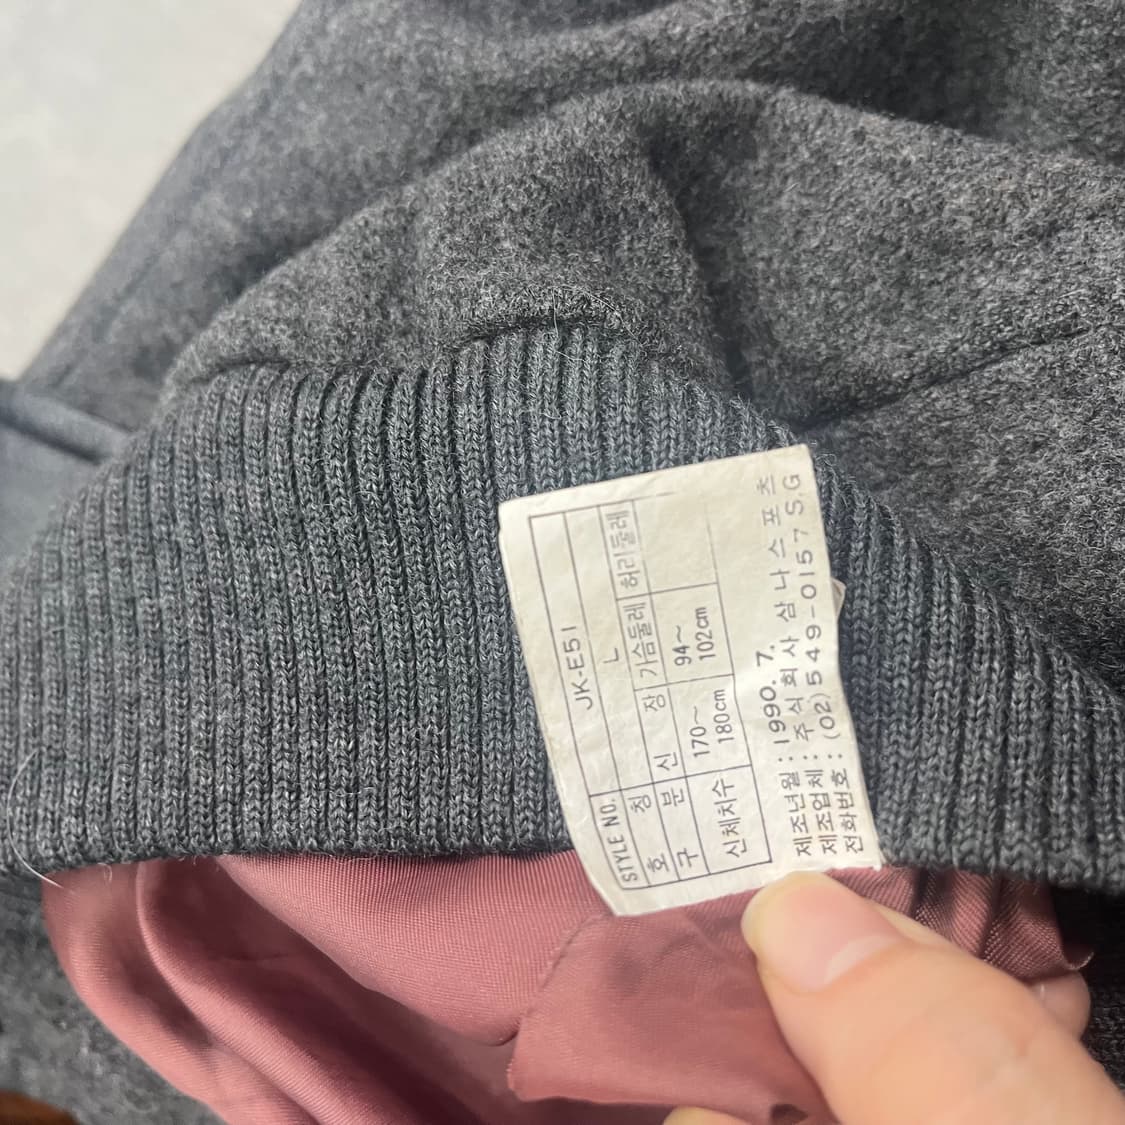 STYLE NO. JK-E51
호 칭 L
구 분 신 장 가슴둘레 허리둘레
신체치수 170~180cm 94~102cm
제조년월 : 1990. 7.
제조업체 : 주식회사 삼나스포츠
전화번호 : (02) 549-0157 S.G